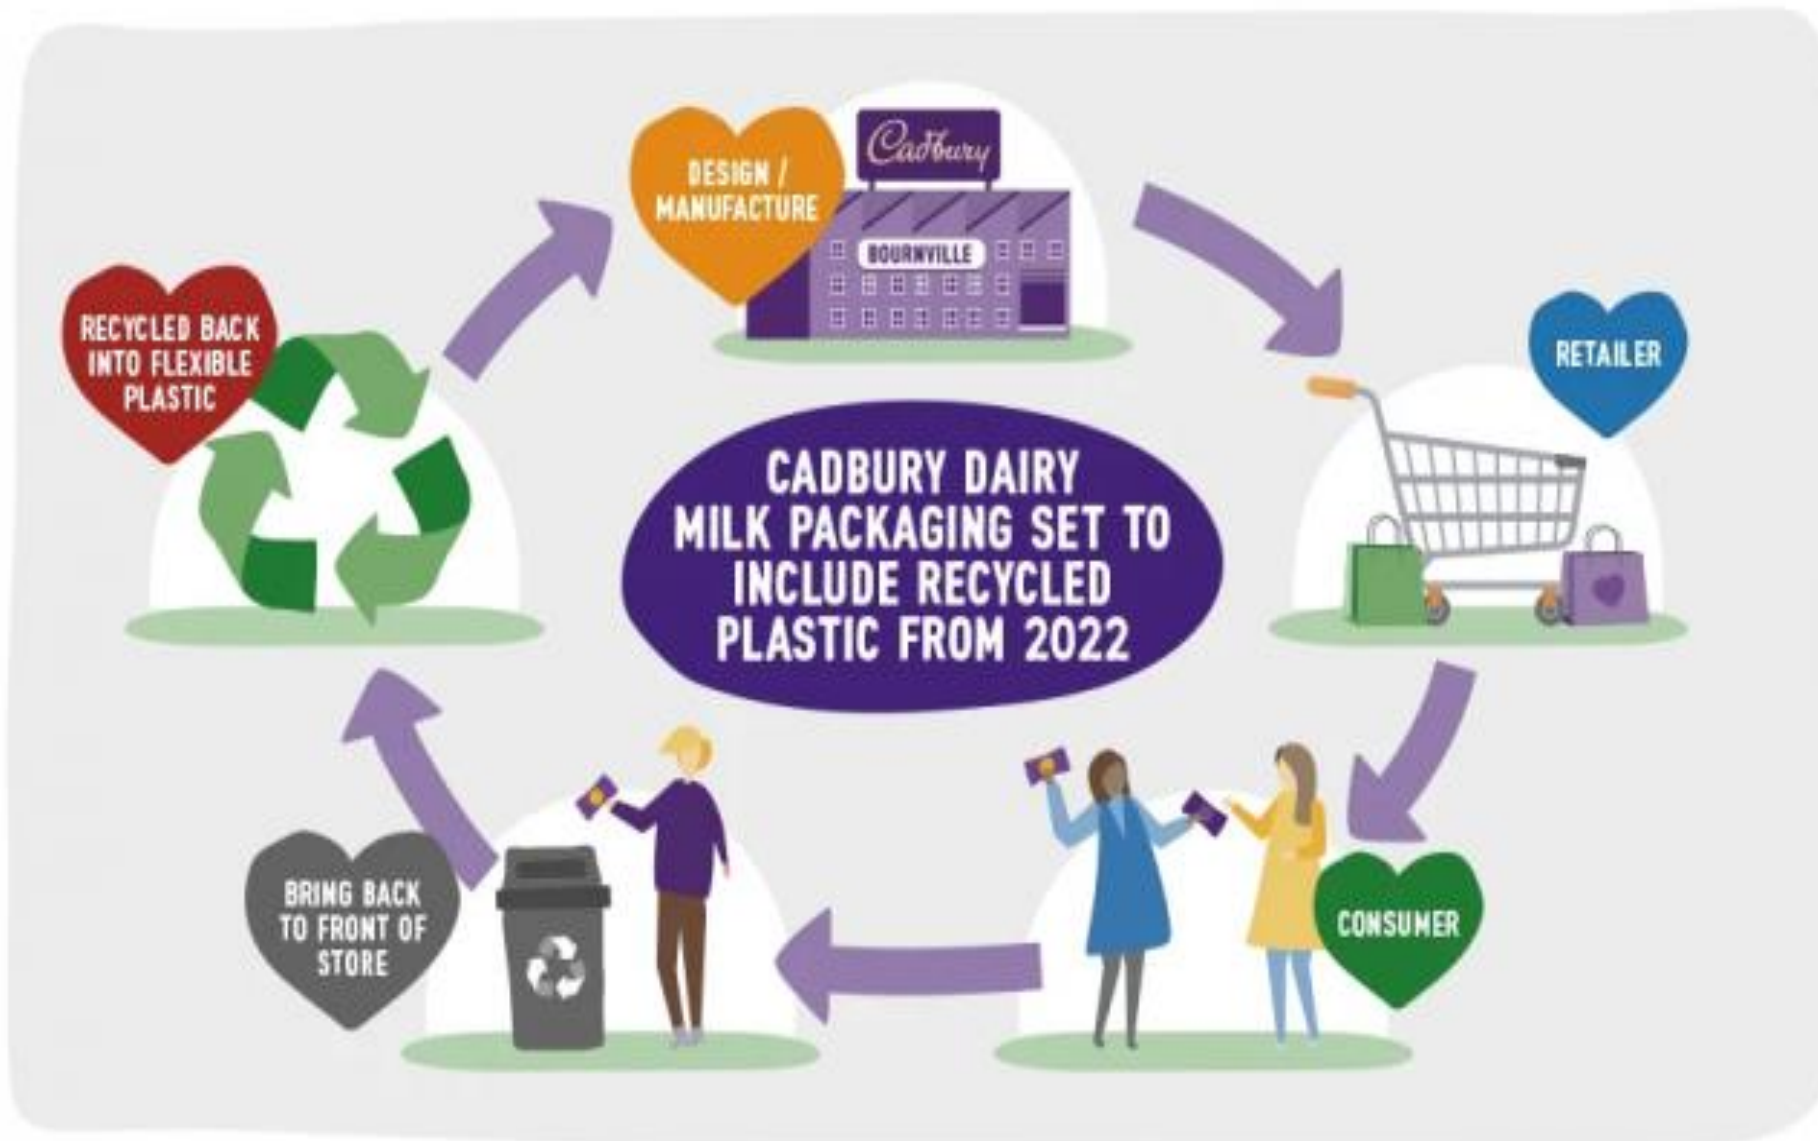 DESIGN /
MANUFACTURE
Cadbury
BOURNVILLE
RETAILER
RECYCLED BACK
INTO FLEXIBLE
PLASTIC
CADBURY DAIRY
MILK PACKAGING SET TO
INCLUDE RECYCLED
PLASTIC FROM 2022
BRING BACK
TO FRONT OF
STORE
CONSUMER